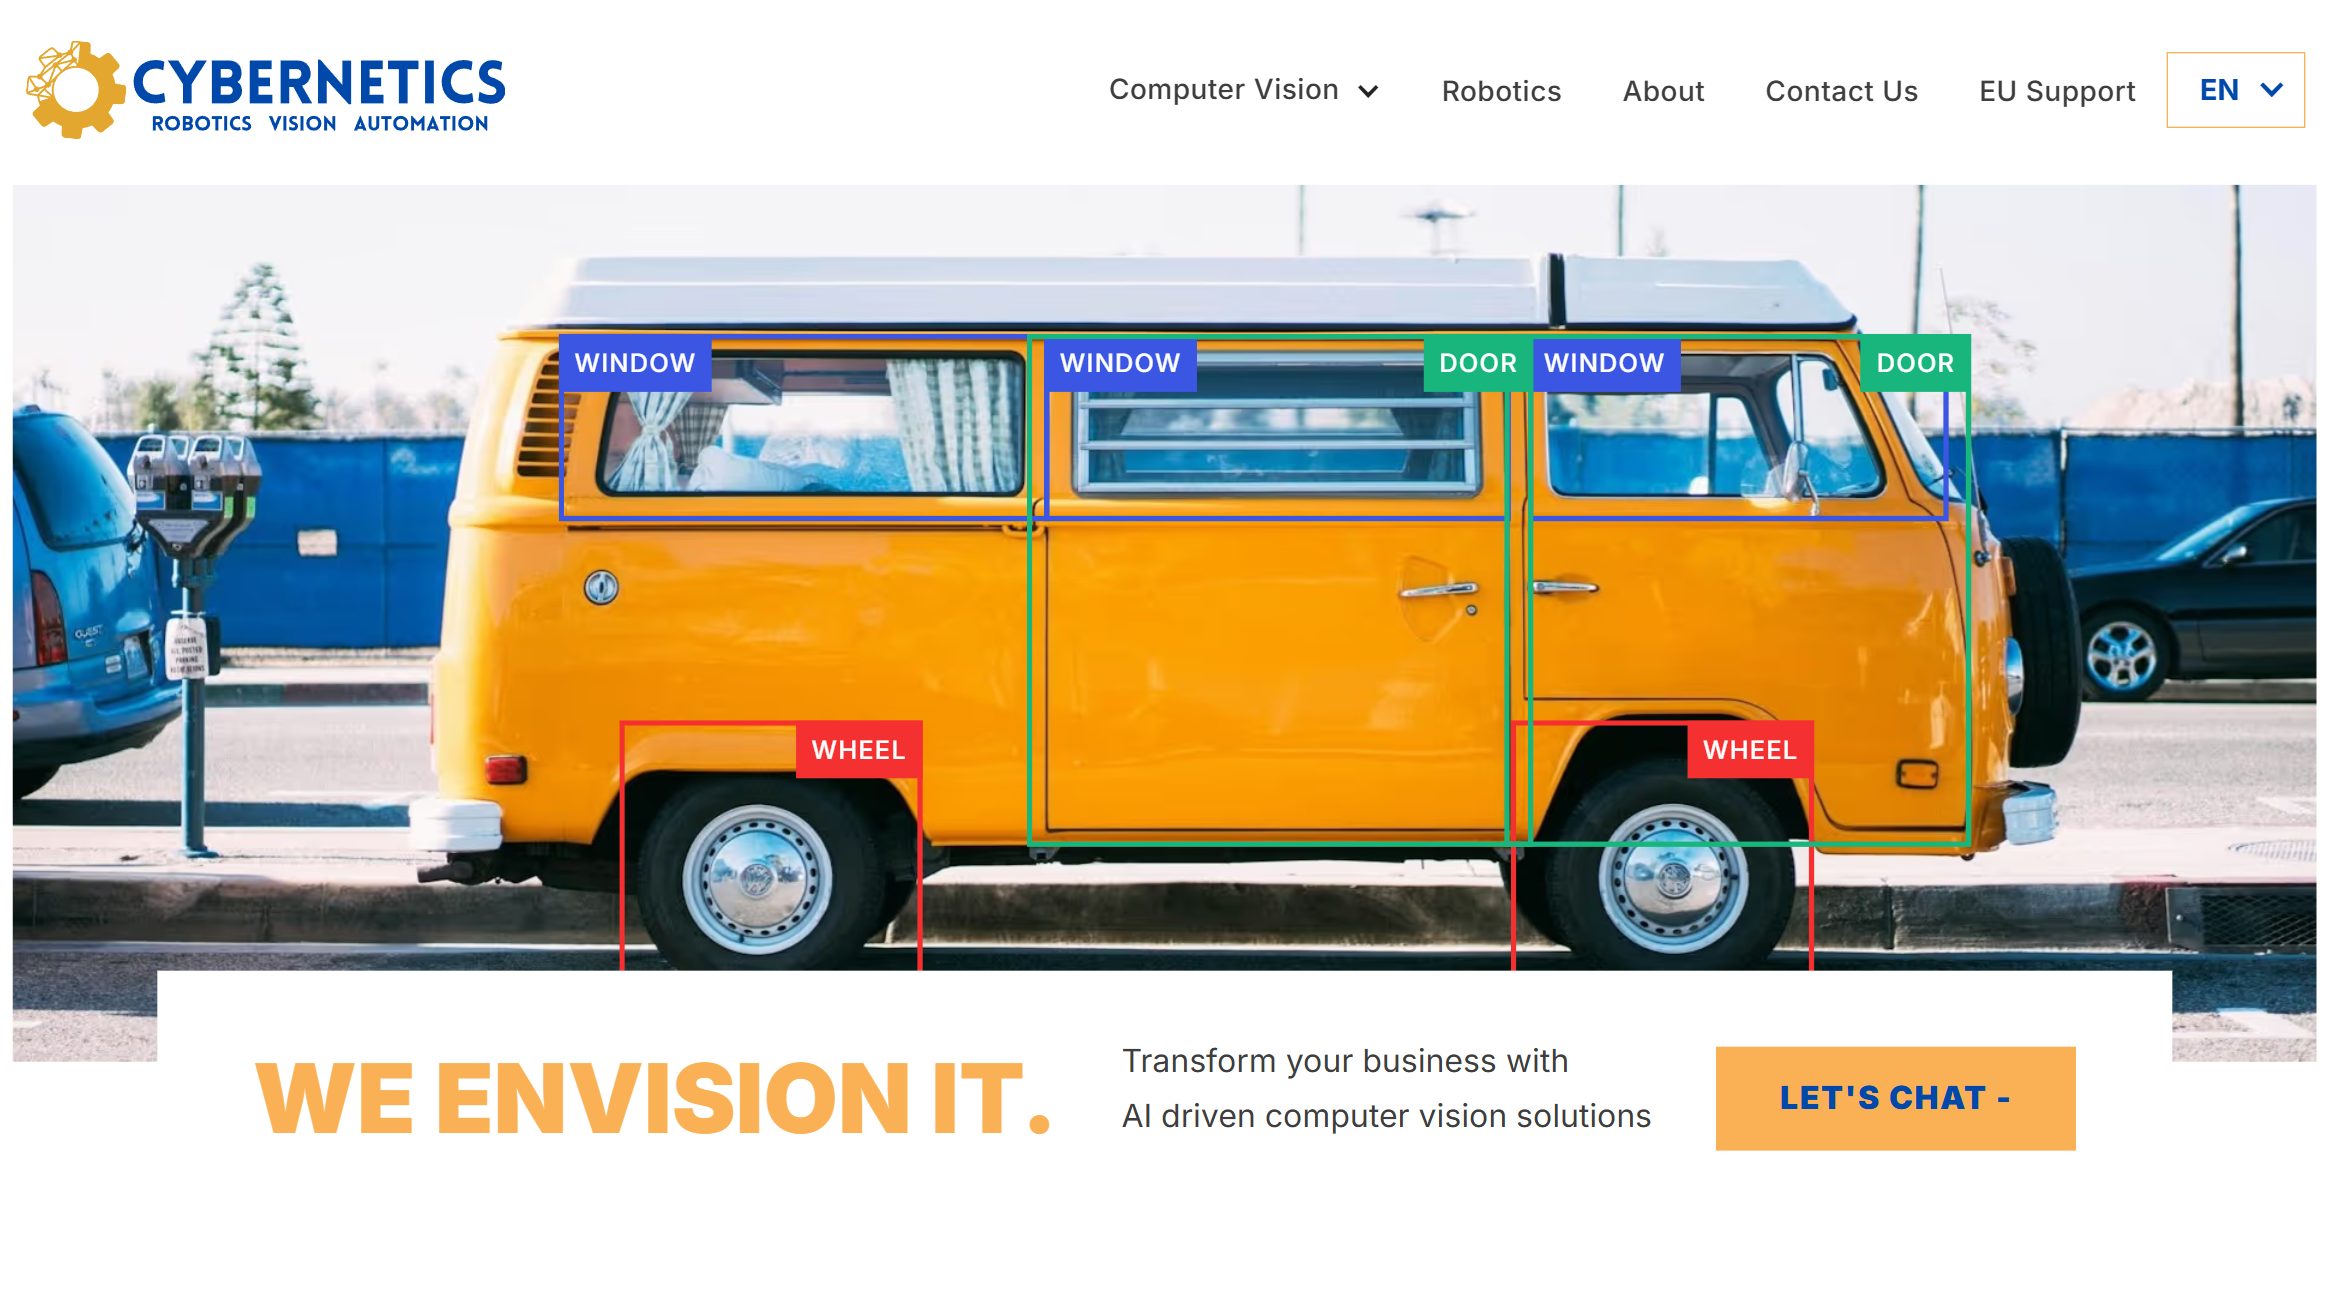 CYBERNETICS
ROBOTICS VISION AUTOMATION
Computer Vision
Robotics
About
Contact Us
EU Support
EN
WINDOW
WINDOW
DOOR
WINDOW
DOOR
WHEEL
WHEEL
WE ENVISION IT.
Transform your business with
AI driven computer vision solutions
LET'S CHAT -